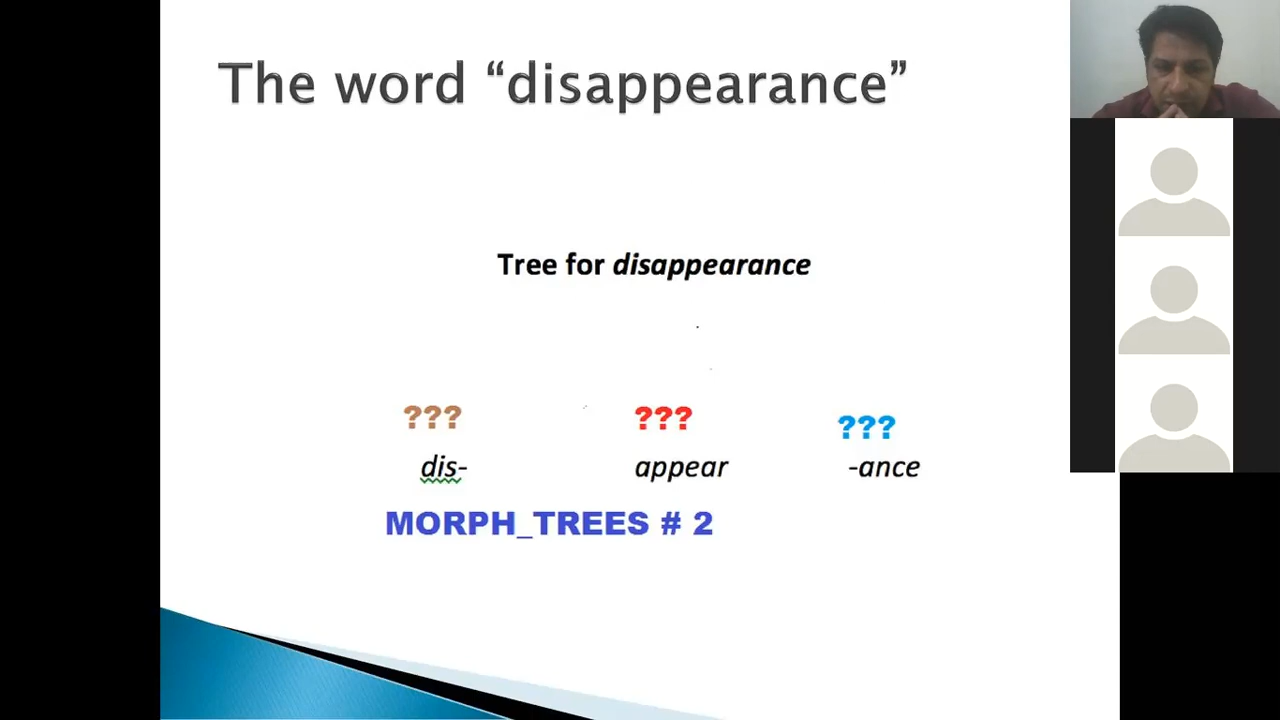 The word “disappearance”
Tree for disappearance
??? ??? ???
dis- appear -ance
MORPH_TREES # 2